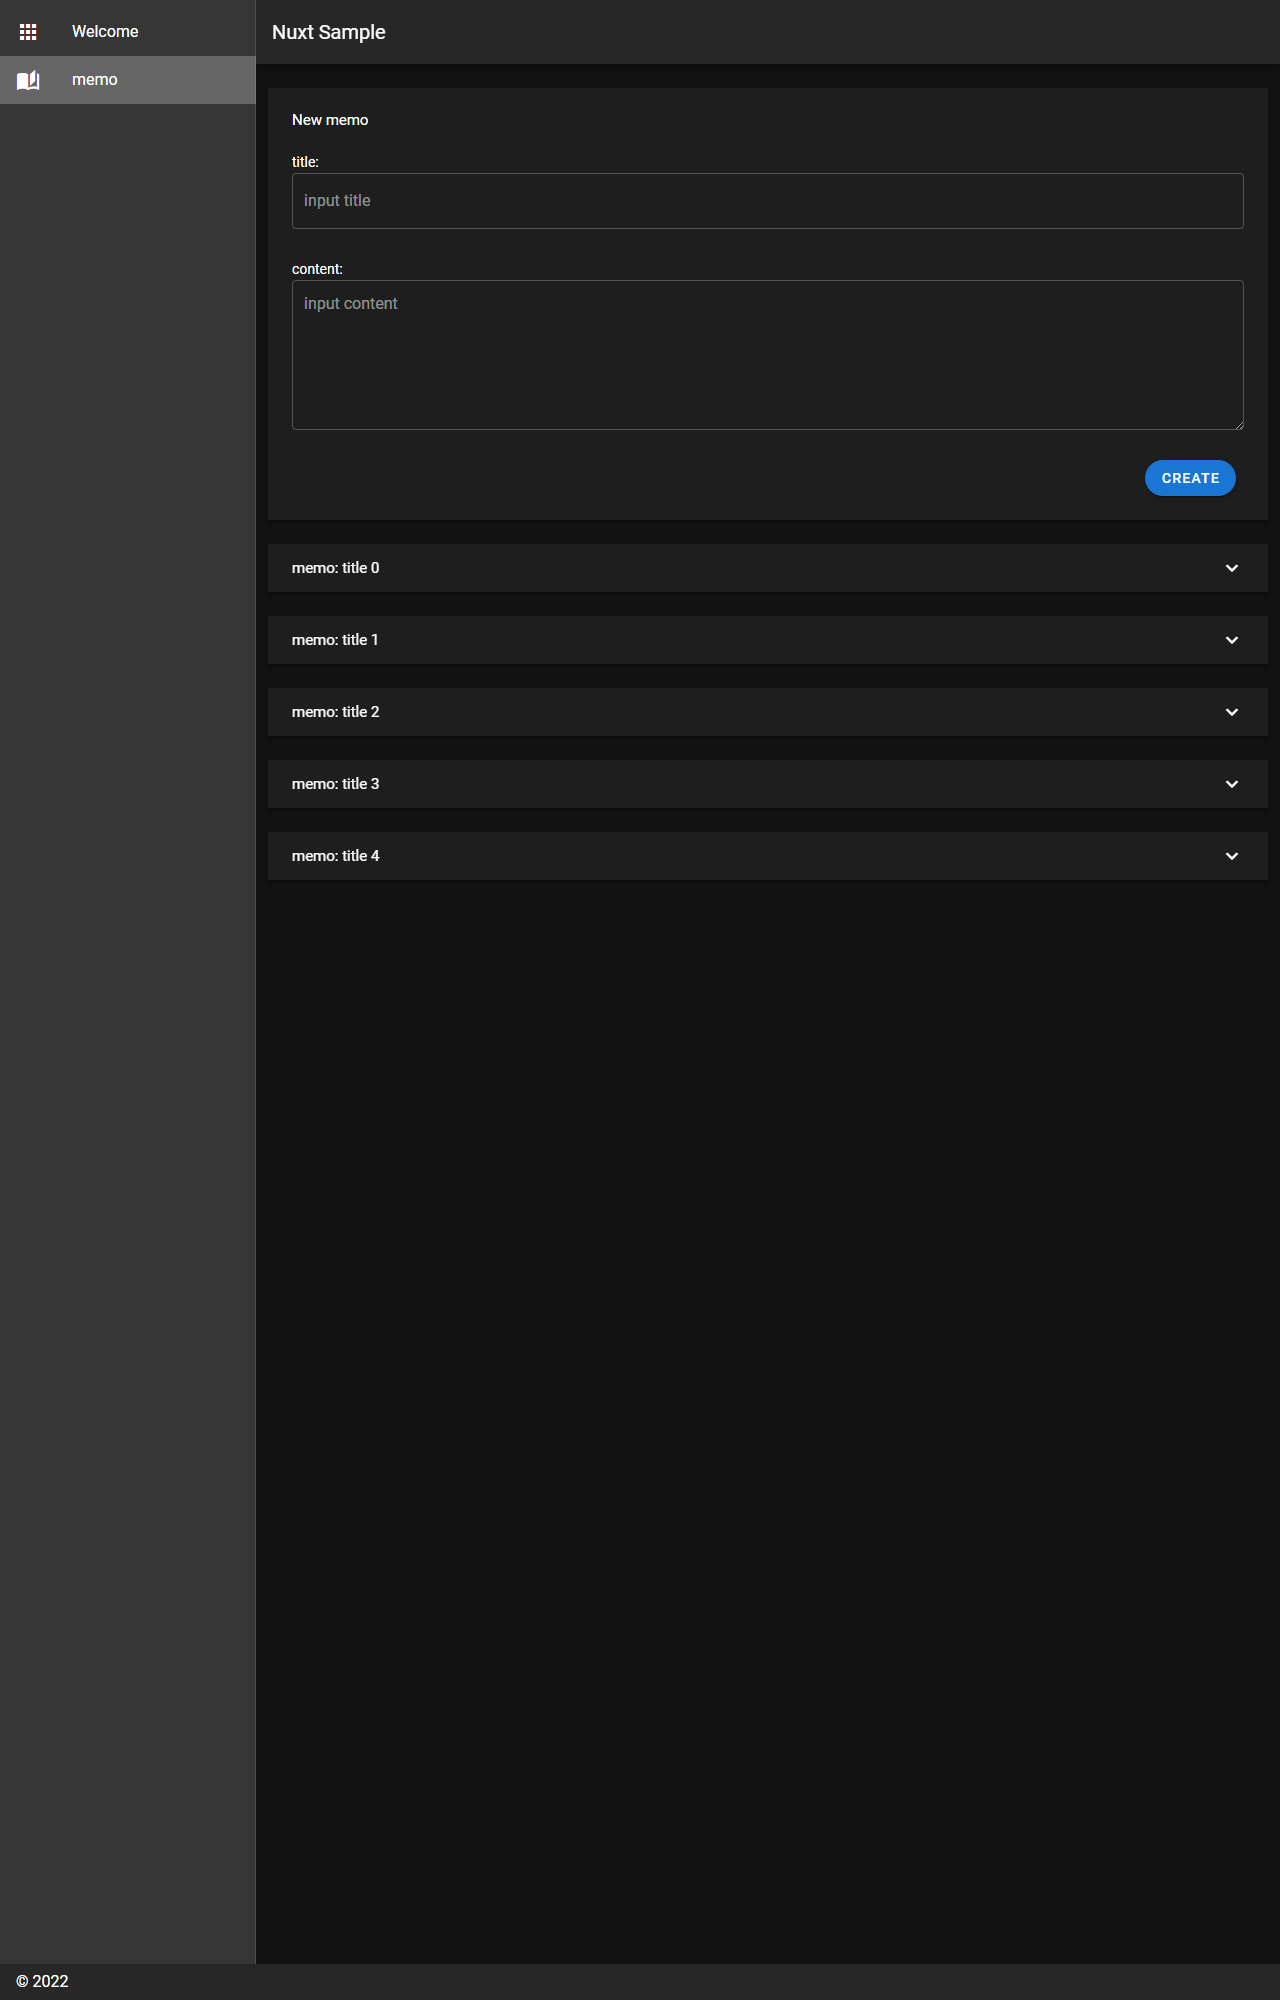 Welcome
memo
Nuxt Sample
New memo
title:
input title
content:
input content
CREATE
memo: title 0
memo: title 1
memo: title 2
memo: title 3
memo: title 4
© 2022